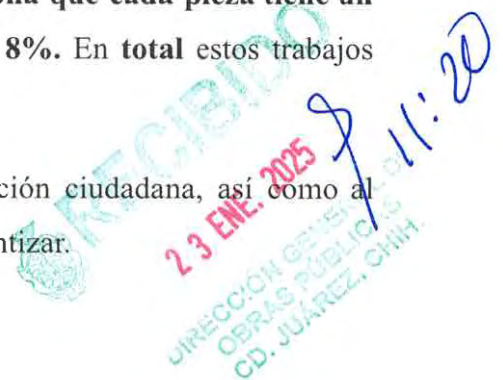 que cada pieza tiene un
8%. En total estos trabajos
ción ciudadana, así como al
ntizar.
RECIBIDO
23 ENE. 2025
11:20
DIRECCIÓN GENERAL DE
OBRAS PÚBLICAS
CD. JUÁREZ, CHIH.